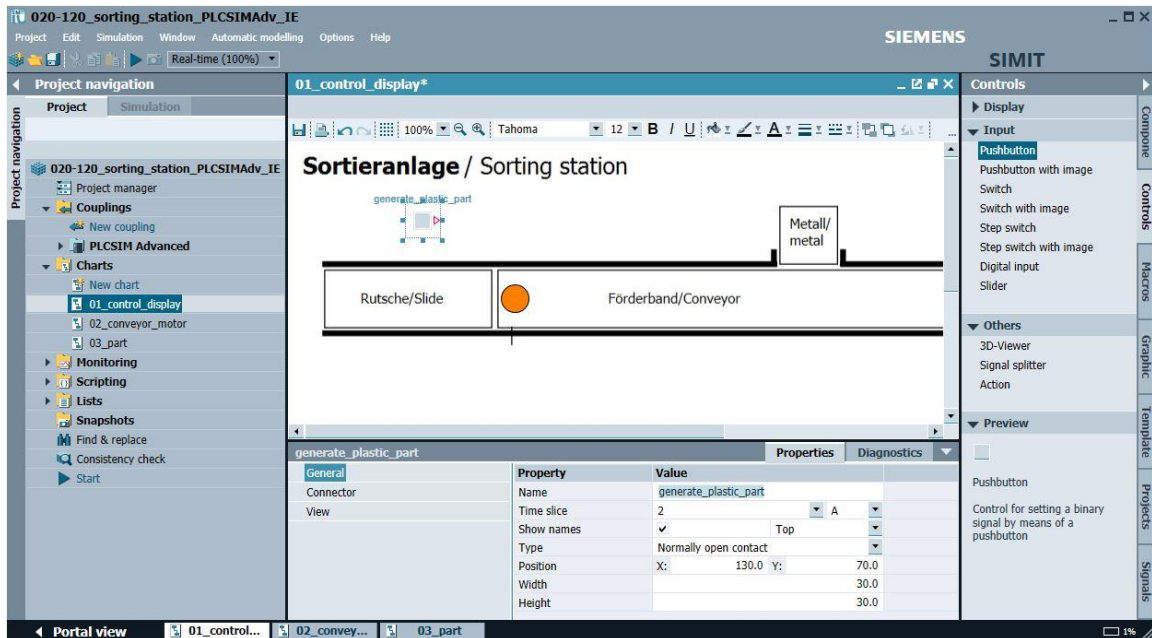 020-120_sorting_station_PLCSIMAdv_IE
Project Edit Simulation Window Automatic modelling Options Help
SIEMENS
Real-time (100%)
SIMIT
Project navigation
Project navigation
Project Simulation
020-120_sorting_station_PLCSIMAdv_IE
Project manager
Couplings
New coupling
PLCSIM Advanced
Charts
New chart
01_control_display
02_conveyor_motor
03_part
Monitoring
Scripting
Lists
Snapshots
Find & replace
Consistency check
Start
01_control_display*
100% Tahoma 12 B I U A
Sortieranlage / Sorting station
generate_plastic_part
Metall/
metal
Rutsche/Slide
Förderband/Conveyor
generate_plastic_part
Properties Diagnostics
General
Connector
View
Property Value
Name generate_plastic_part
Time slice 2 A
Show names Top
Type Normally open contact
Position X: 130.0 Y: 70.0
Width 30.0
Height 30.0
Controls
Display
Input
Pushbutton
Pushbutton with image
Switch
Switch with image
Step switch
Step switch with image
Digital input
Slider
Others
3D-Viewer
Signal splitter
Action
Preview
Pushbutton
Control for setting a binary
signal by means of a
pushbutton
Compone
Controls
Macros
Graphic
Template
Projects
Signals
Portal view 01_control... 02_convey... 03_part
1%